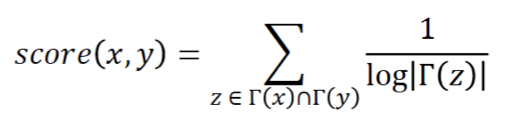 score(x, y) = ∑_{z ∈ Γ(x)∩Γ(y)} 1 / log|Γ(z)|